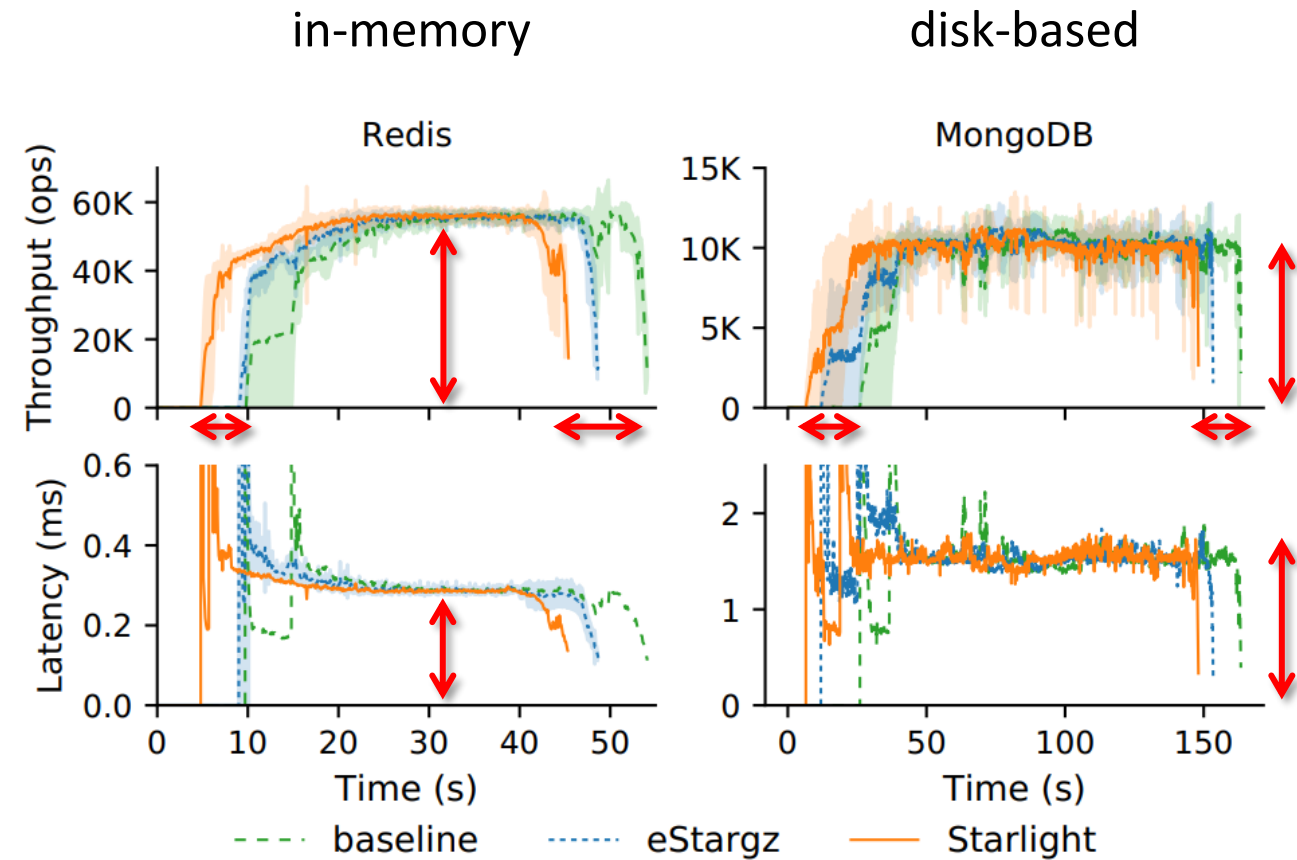 in-memory
disk-based
Redis
MongoDB
Throughput (ops)
60K
40K
20K
0
15K
10K
5K
0
Latency (ms)
0.6
0.4
0.2
0.0
2
1
0
0 10 20 30 40 50
0 50 100 150
Time (s)
Time (s)
baseline eStargz Starlight